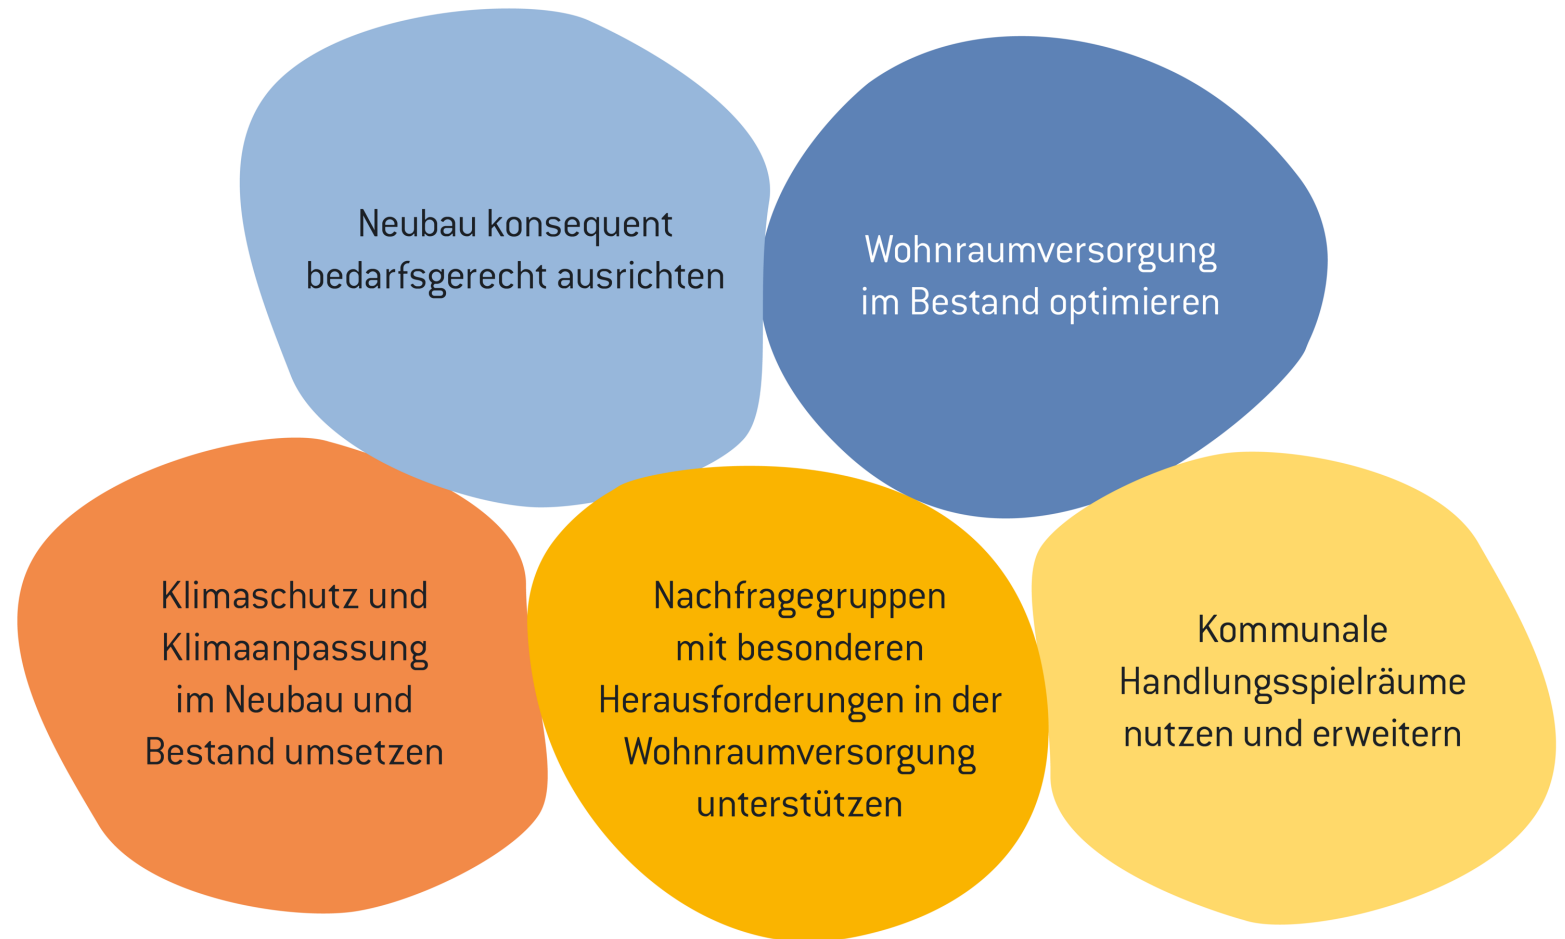 Neubau konsequent
bedarfsgerecht ausrichten
Wohnraumversorgung
im Bestand optimieren
Klimaschutz und
Klimaanpassung
im Neubau und
Bestand umsetzen
Nachfragegruppen
mit besonderen
Herausforderungen in der
Wohnraumversorgung
unterstützen
Kommunale
Handlungsspielräume
nutzen und erweitern